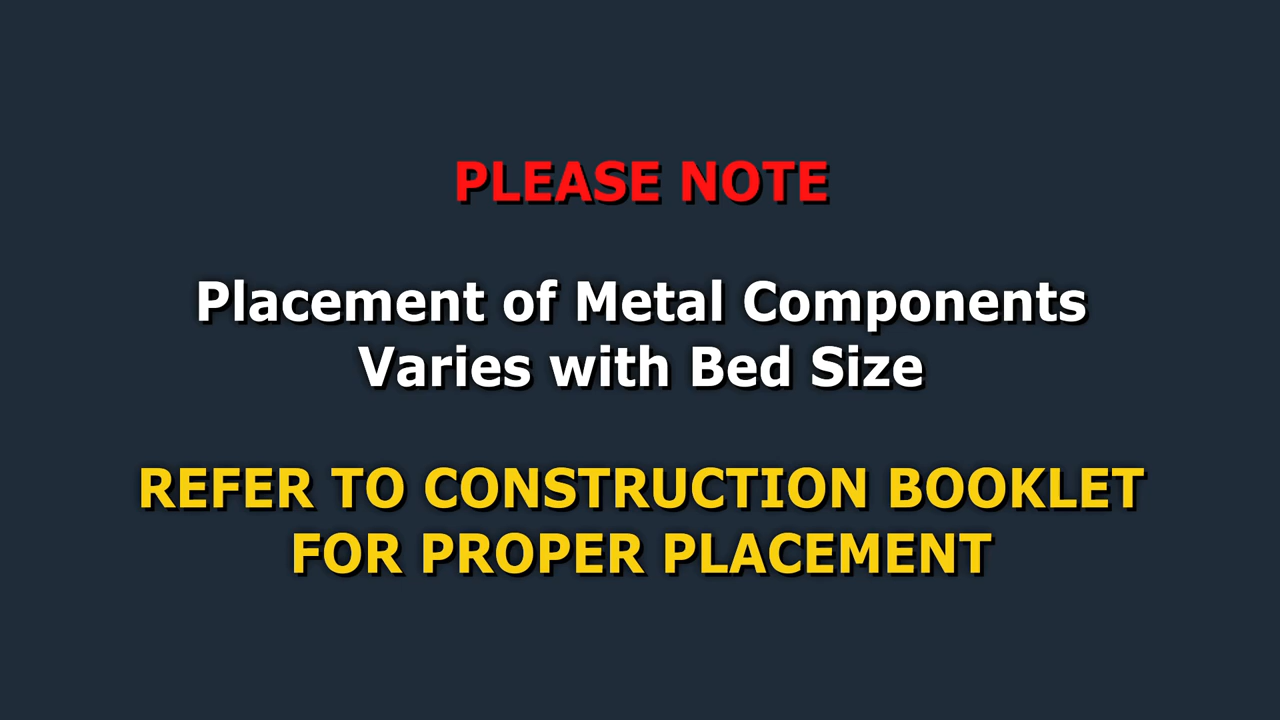 PLEASE NOTE
Placement of Metal Components
Varies with Bed Size
REFER TO CONSTRUCTION BOOKLET
FOR PROPER PLACEMENT